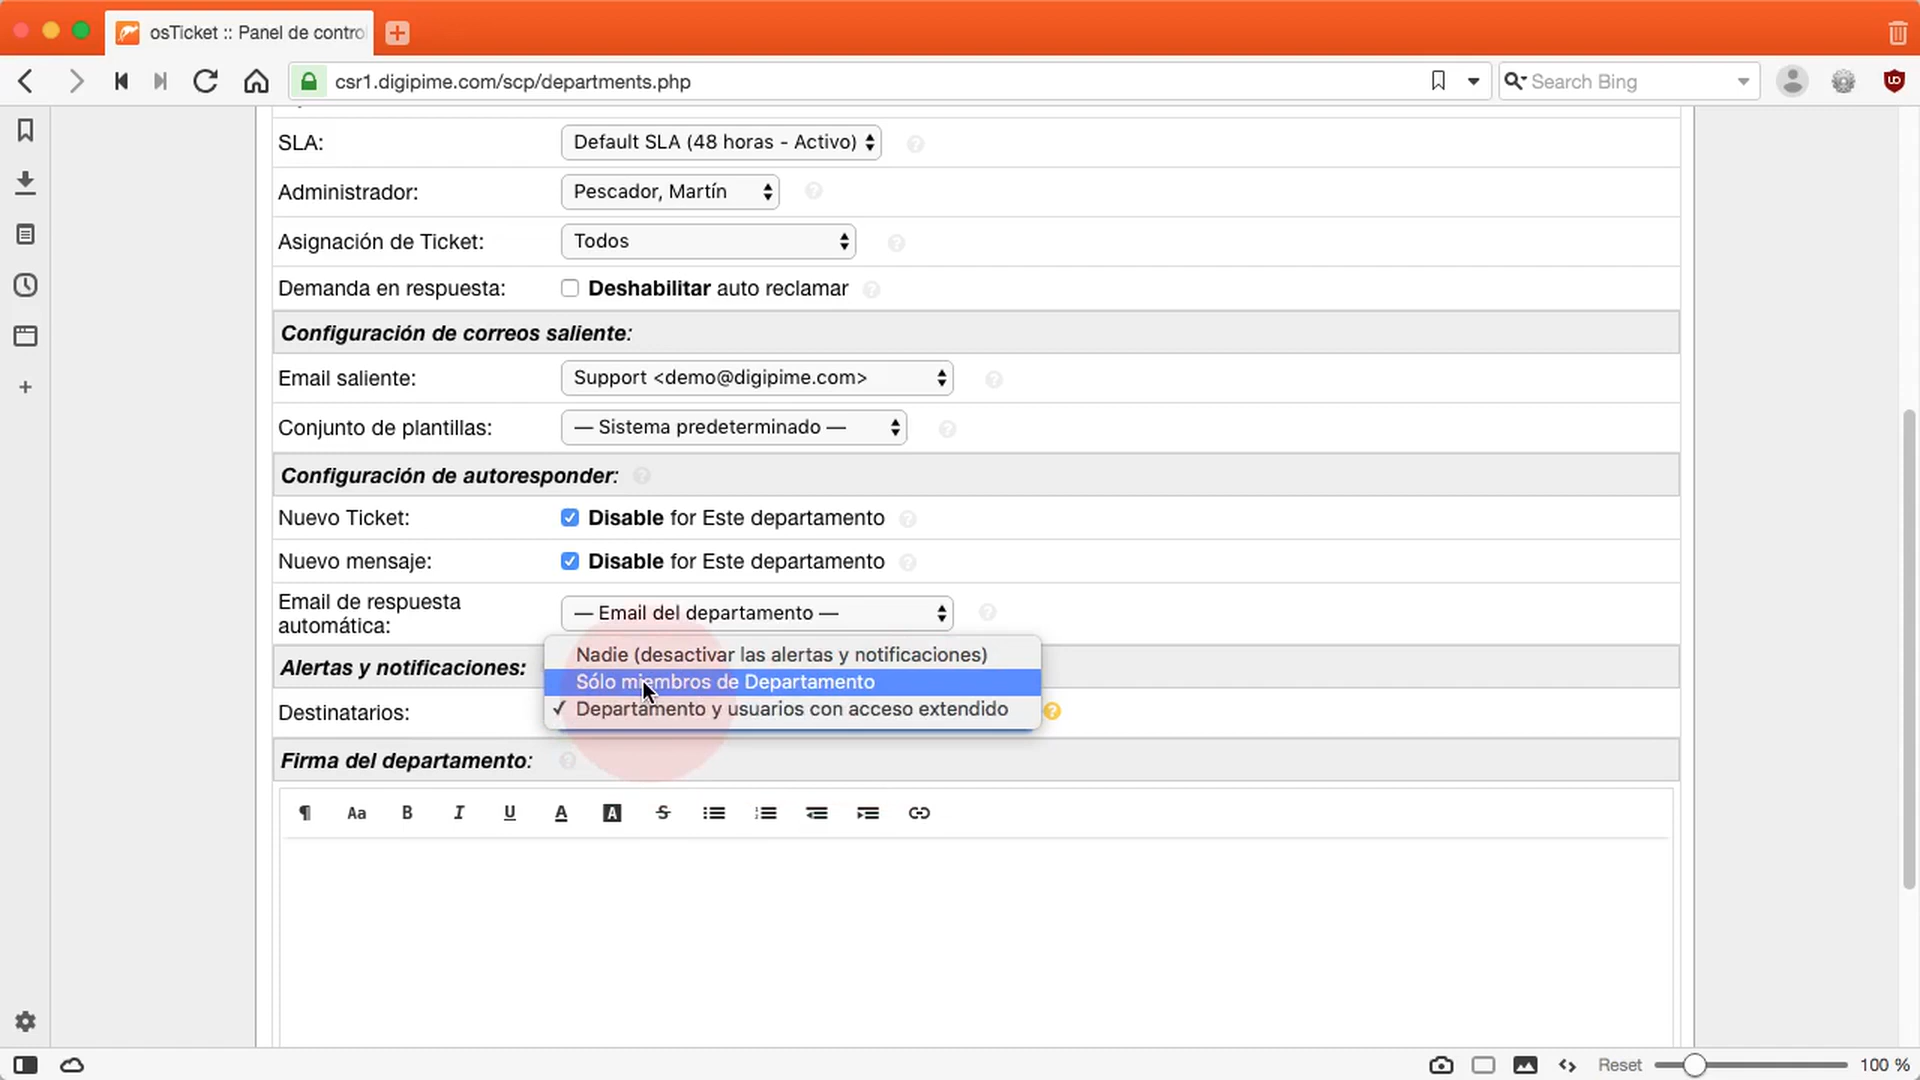 osTicket :: Panel de contro
csr1.digipime.com/scp/departments.php
Search Bing
SLA:
Default SLA (48 horas - Activo)
Administrador:
Pescador, Martín
Asignación de Ticket:
Todos
Demanda en respuesta:
Deshabilitar auto reclamar
Configuración de correos saliente:
Email saliente:
Support <demo@digipime.com>
Conjunto de plantillas:
— Sistema predeterminado —
Configuración de autoresponder:
Nuevo Ticket:
Disable for Este departamento
Nuevo mensaje:
Disable for Este departamento
Email de respuesta
automática:
— Email del departamento —
Nadie (desactivar las alertas y notificaciones)
Alertas y notificaciones:
Sólo miembros de Departamento
Destinatarios:
✓ Departamento y usuarios con acceso extendido
Firma del departamento:
Reset
100 %